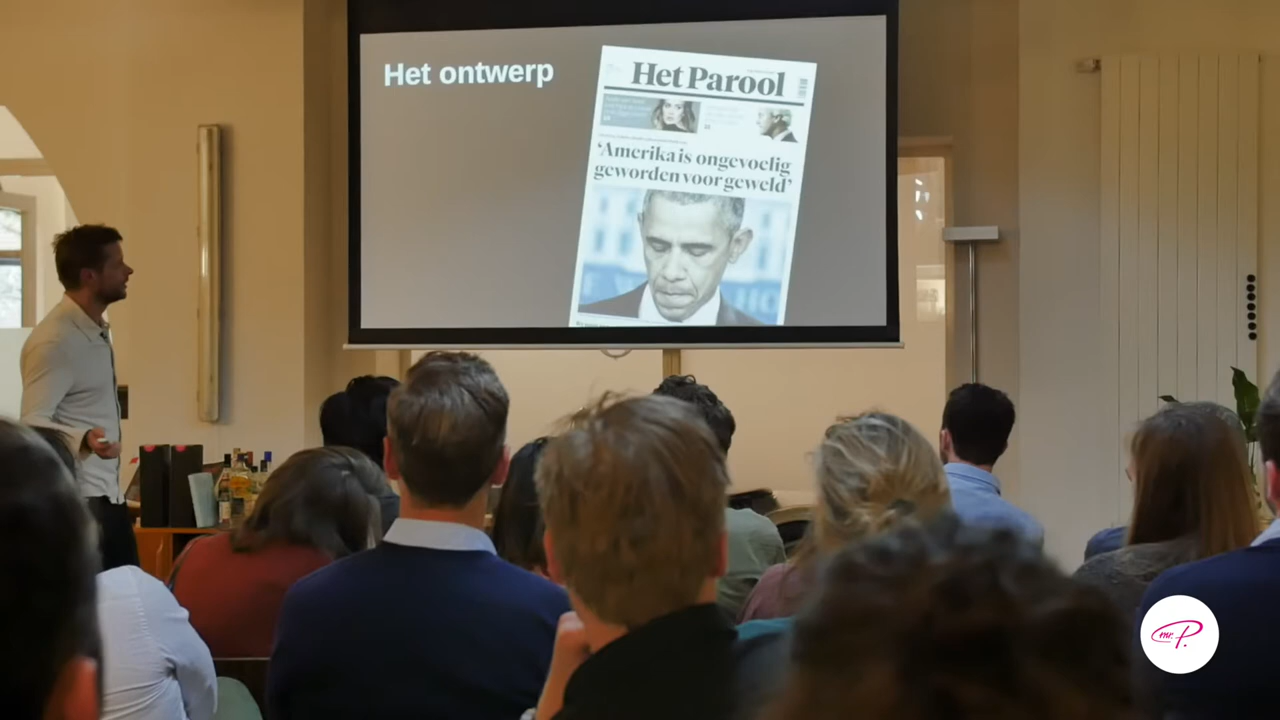 Het ontwerp
Het Parool
‘Amerika is ongevoelig
geworden voor geweld’
mr. P.